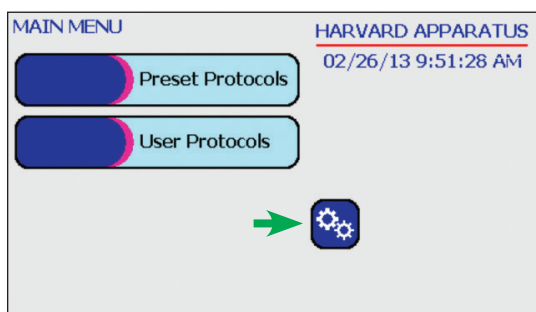 MAIN MENU
HARVARD APPARATUS
02/26/13 9:51:28 AM
Preset Protocols
User Protocols